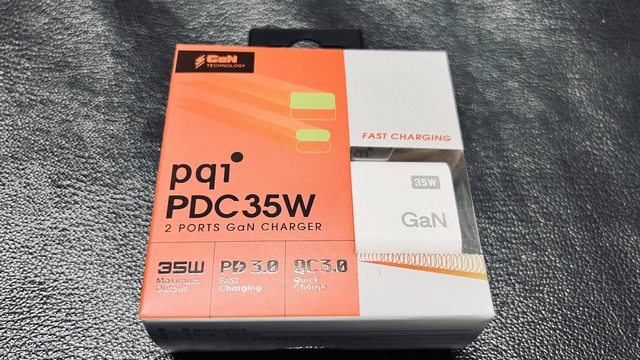 GaN
TECHNOLOGY
FAST CHARGING
pqi
PDC35W
2 PORTS GaN CHARGER
35W
GaN
35W
Maximum
Output
PD 3.0
FAST
Charging
QC 3.0
Quick
Charge